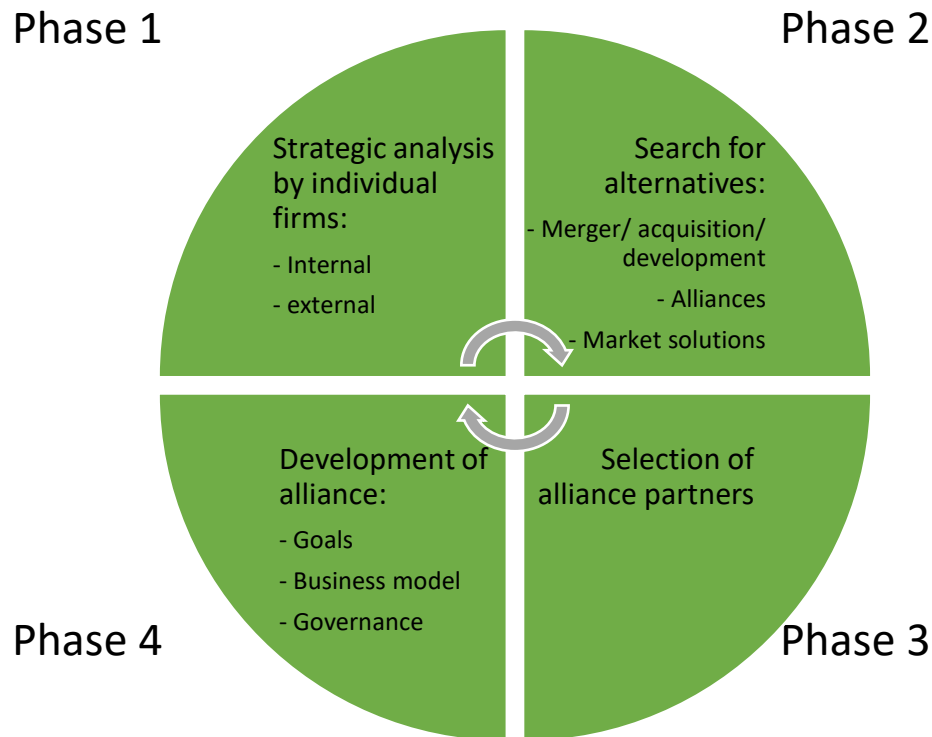 Phase 1
Phase 2
Strategic analysis
by individual
firms:
- Internal
- external
Search for
alternatives:
- Merger/ acquisition/
development
- Alliances
- Market solutions
Development of
alliance:
- Goals
- Business model
- Governance
Selection of
alliance partners
Phase 4
Phase 3